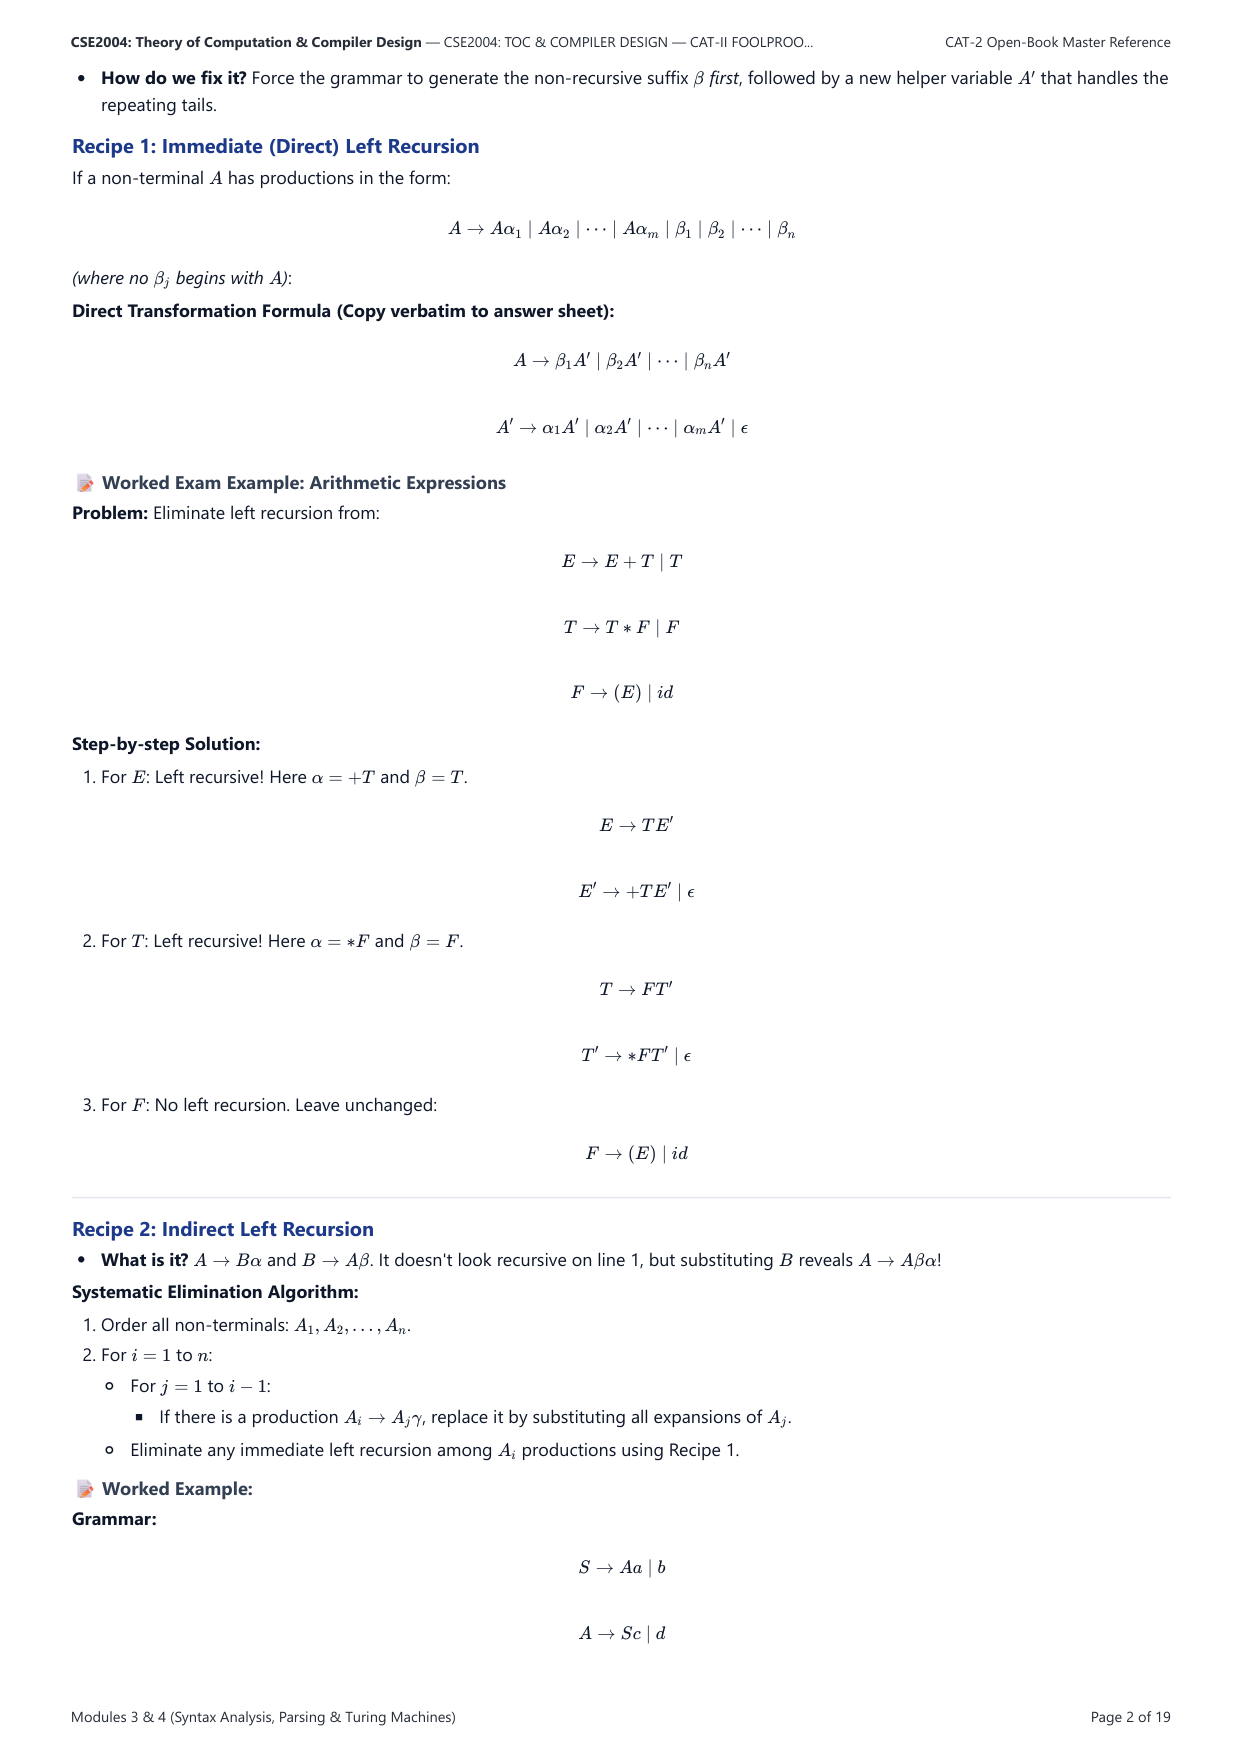 CSE2004: Theory of Computation & Compiler Design — CSE2004: TOC & COMPILER DESIGN — CAT-II FOOLPROO... CAT-2 Open-Book Master Reference
• How do we fix it? Force the grammar to generate the non-recursive suffix β first, followed by a new helper variable A′ that handles the
repeating tails.
Recipe 1: Immediate (Direct) Left Recursion
If a non-terminal A has productions in the form:
A → Aα₁ | Aα₂ | ⋯ | Aαₘ | β₁ | β₂ | ⋯ | βₙ
(where no βⱼ begins with A):
Direct Transformation Formula (Copy verbatim to answer sheet):
A → β₁A′ | β₂A′ | ⋯ | βₙA′
A′ → α₁A′ | α₂A′ | ⋯ | αₘA′ | ϵ
📝 Worked Exam Example: Arithmetic Expressions
Problem: Eliminate left recursion from:
E → E + T | T
T → T ∗ F | F
F → (E) | id
Step-by-step Solution:
1. For E: Left recursive! Here α = +T and β = T.
E → TE′
E′ → +TE′ | ϵ
2. For T: Left recursive! Here α = ∗F and β = F.
T → FT′
T′ → ∗FT′ | ϵ
3. For F: No left recursion. Leave unchanged:
F → (E) | id
Recipe 2: Indirect Left Recursion
• What is it? A → Bα and B → Aβ. It doesn't look recursive on line 1, but substituting B reveals A → Aβα!
Systematic Elimination Algorithm:
1. Order all non-terminals: A₁, A₂, …, Aₙ.
2. For i = 1 to n:
∘ For j = 1 to i − 1:
▪ If there is a production Aᵢ → Aⱼγ, replace it by substituting all expansions of Aⱼ.
∘ Eliminate any immediate left recursion among Aᵢ productions using Recipe 1.
📝 Worked Example:
Grammar:
S → Aa | b
A → Sc | d
Modules 3 & 4 (Syntax Analysis, Parsing & Turing Machines) Page 2 of 19